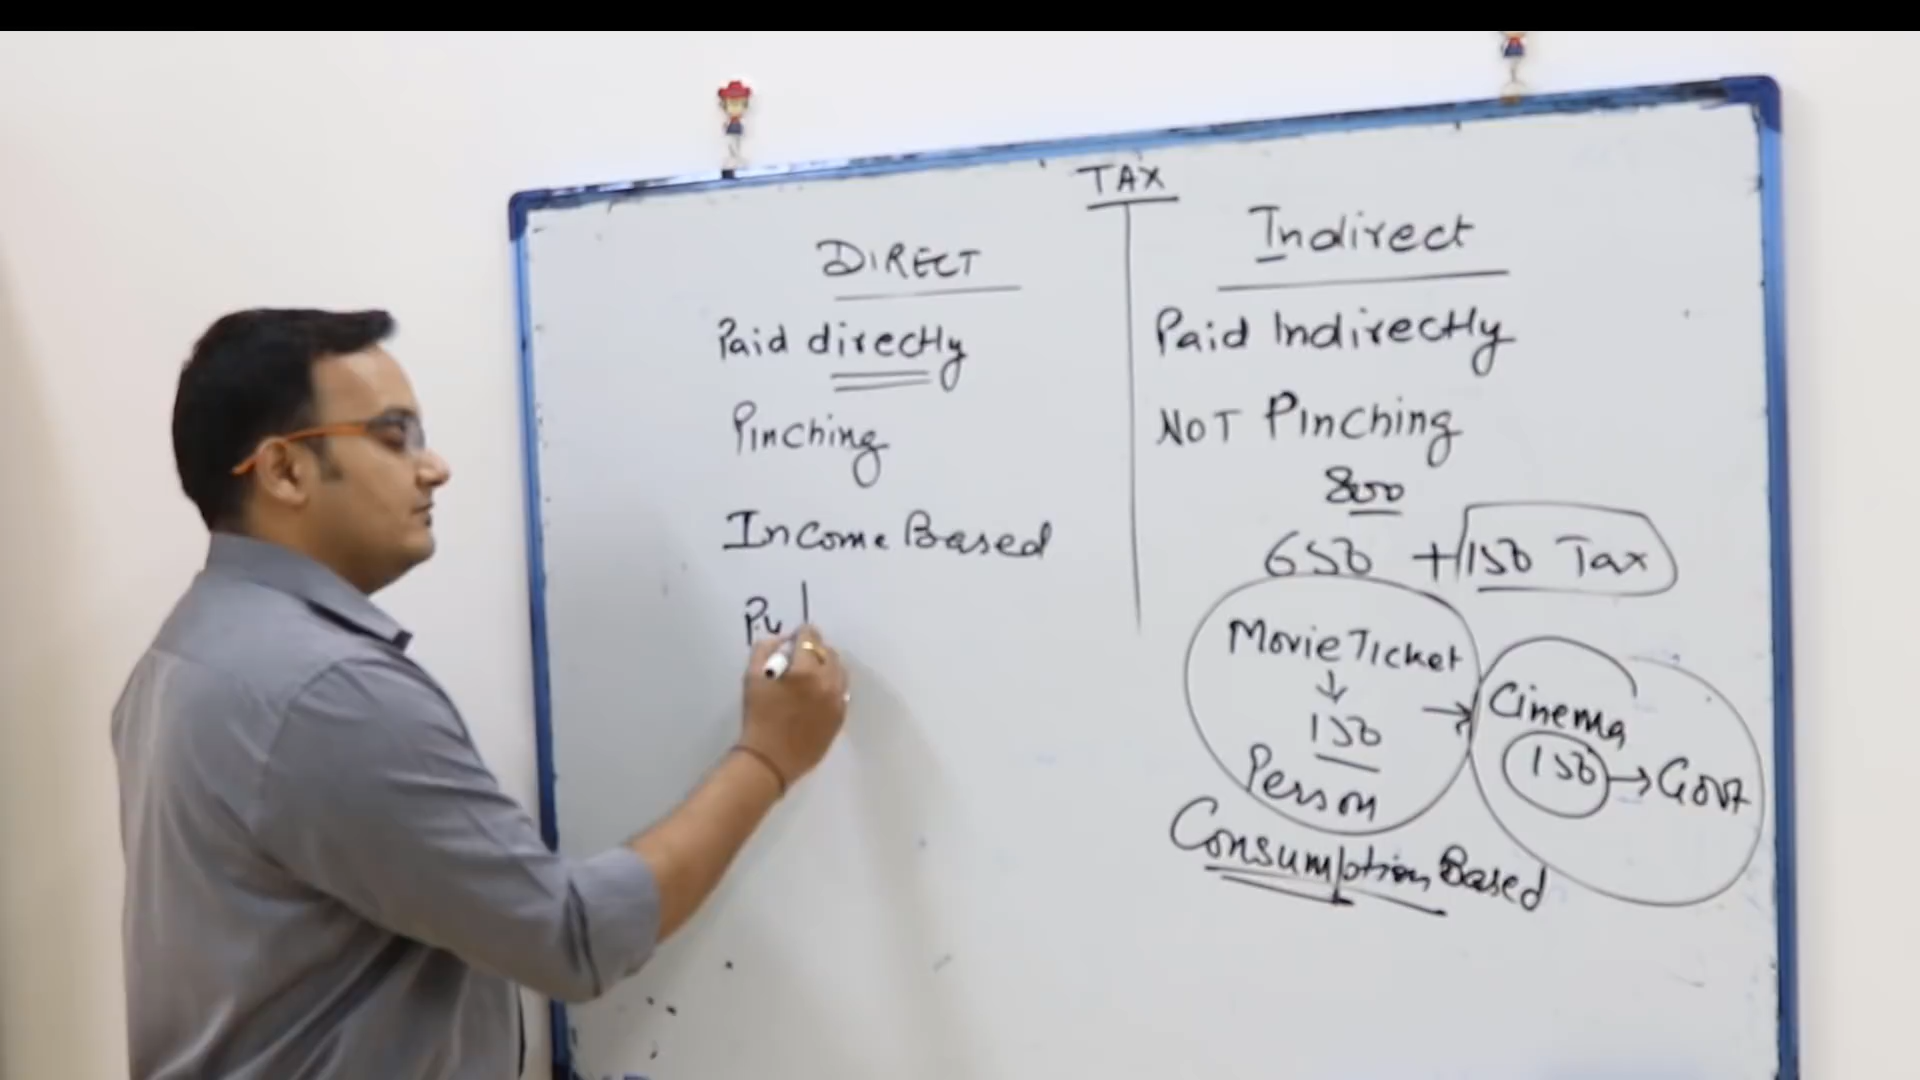 TAX
DIRECT
Paid directly
Pinching
Income Based
Pu
Indirect
Paid Indirectly
NOT Pinching
800
650 + 150 Tax
Movie Ticket
↓
150
Person
→ Cinema
150 → Govt
Consumption Based